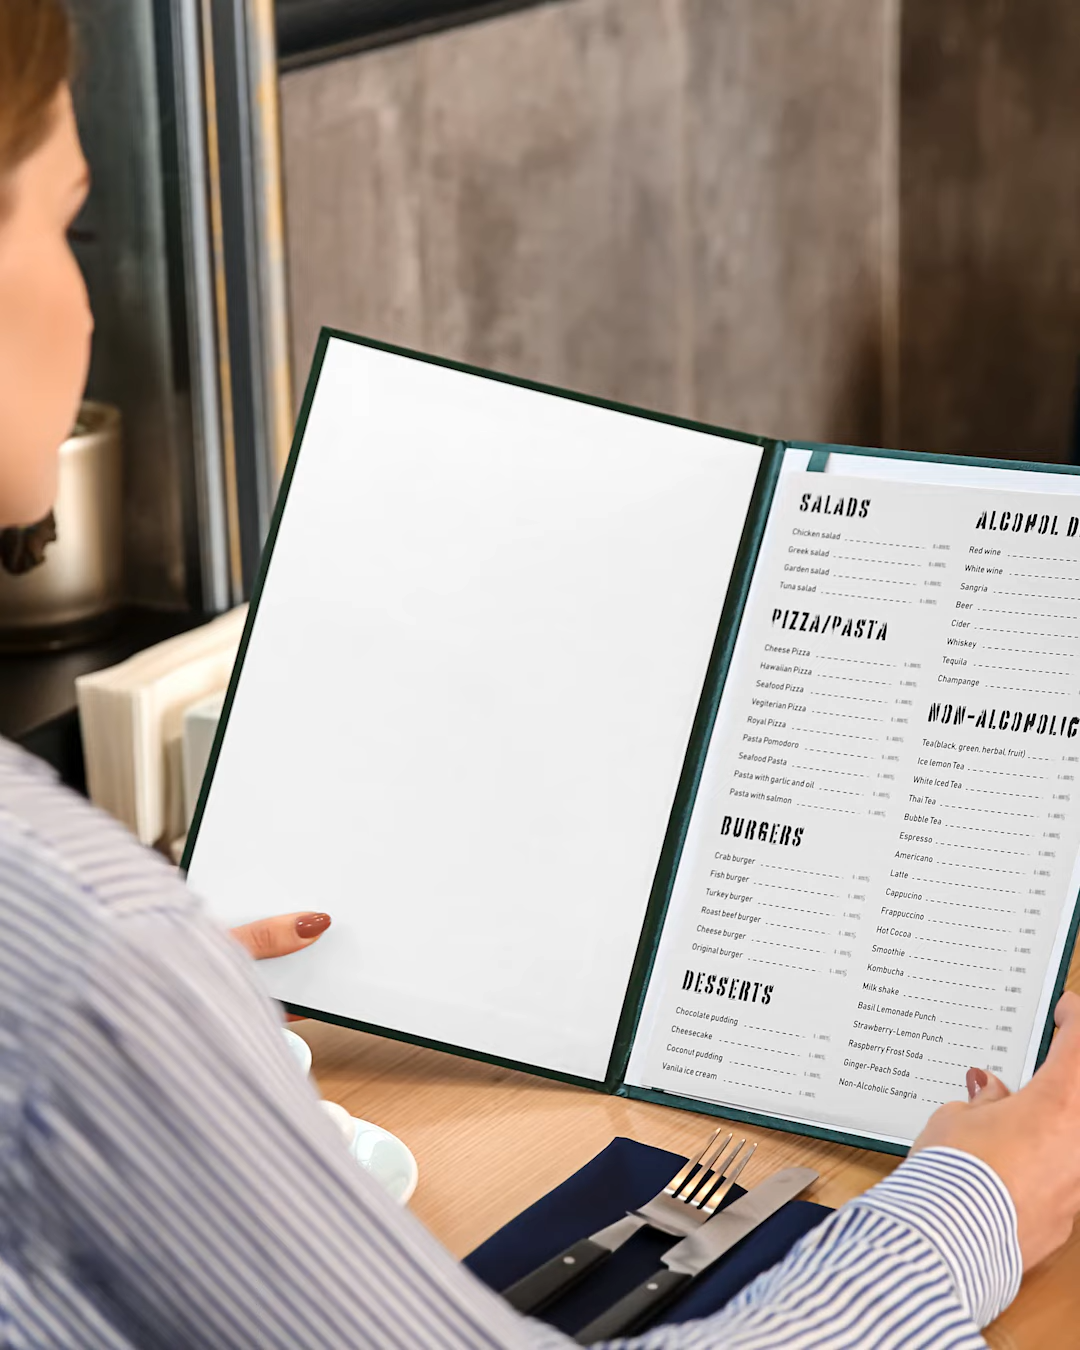 SALADS
Chicken salad
Greek salad
Garden salad
Tuna salad
PIZZA/PASTA
Cheese Pizza
Hawaiian Pizza
Seafood Pizza
Vegiterian Pizza
Royal Pizza
Pasta Pomodoro
Seafood Pasta
Pasta with garlic and oil
Pasta with salmon
BURGERS
Crab burger
Fish burger
Turkey burger
Roast beef burger
Cheese burger
Original burger
DESSERTS
Chocolate pudding
Cheesecake
Coconut pudding
Vanila ice cream
ALCOHOL D
Red wine
White wine
Sangria
Beer
Cider
Whiskey
Tequila
Champange
NON-ALCOHOLIC
Tea(black, green, herbal, fruit)
Ice lemon Tea
White Iced Tea
Thai Tea
Bubble Tea
Espresso
Americano
Latte
Cappucino
Frappuccino
Hot Cocoa
Smoothie
Kombucha
Milk shake
Basil Lemonade Punch
Strawberry-Lemon Punch
Raspberry Frost Soda
Ginger-Peach Soda
Non-Alcoholic Sangria